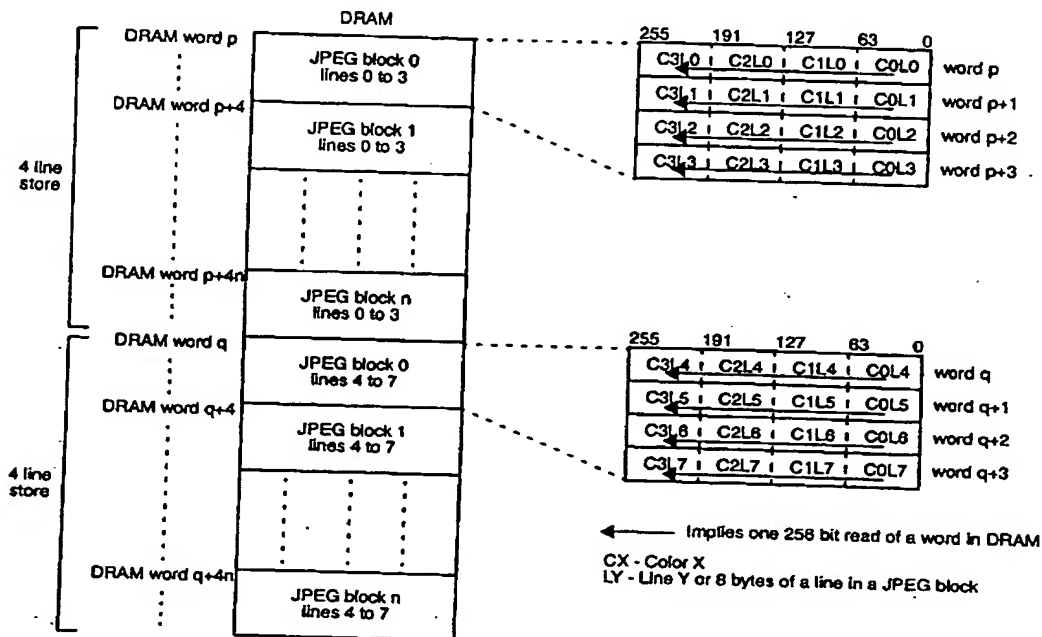 DRAM
DRAM word p
JPEG block 0
lines 0 to 3
DRAM word p+4
JPEG block 1
lines 0 to 3
4 line
store
DRAM word p+4n
JPEG block n
lines 0 to 3
DRAM word q
JPEG block 0
lines 4 to 7
DRAM word q+4
JPEG block 1
lines 4 to 7
4 line
store
DRAM word q+4n
JPEG block n
lines 4 to 7
255 191 127 63 0
C3L0 C2L0 C1L0 C0L0 word p
C3L1 C2L1 C1L1 C0L1 word p+1
C3L2 C2L2 C1L2 C0L2 word p+2
C3L3 C2L3 C1L3 C0L3 word p+3
255 191 127 63 0
C3L4 C2L4 C1L4 C0L4 word q
C3L5 C2L5 C1L5 C0L5 word q+1
C3L6 C2L6 C1L6 C0L6 word q+2
C3L7 C2L7 C1L7 C0L7 word q+3
Implies one 256 bit read of a word in DRAM
CX - Color X
LY - Line Y or 8 bytes of a line in a JPEG block